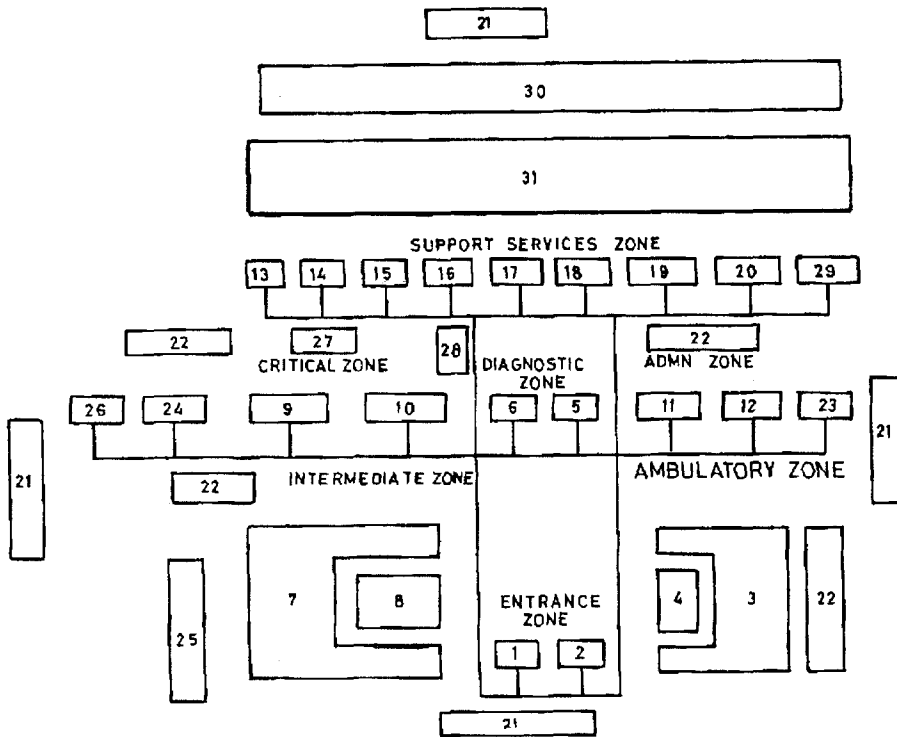 21
30
31
SUPPORT SERVICES ZONE
13 14 15 16 17 18 19 20 29
22 27 28 22
CRITICAL ZONE DIAGNOSTIC ZONE ADMN ZONE
26 24 9 10 6 5 11 12 23 21
21 22 INTERMEDIATE ZONE AMBULATORY ZONE
7 8 4 3 22
25 ENTRANCE ZONE
1 2
21